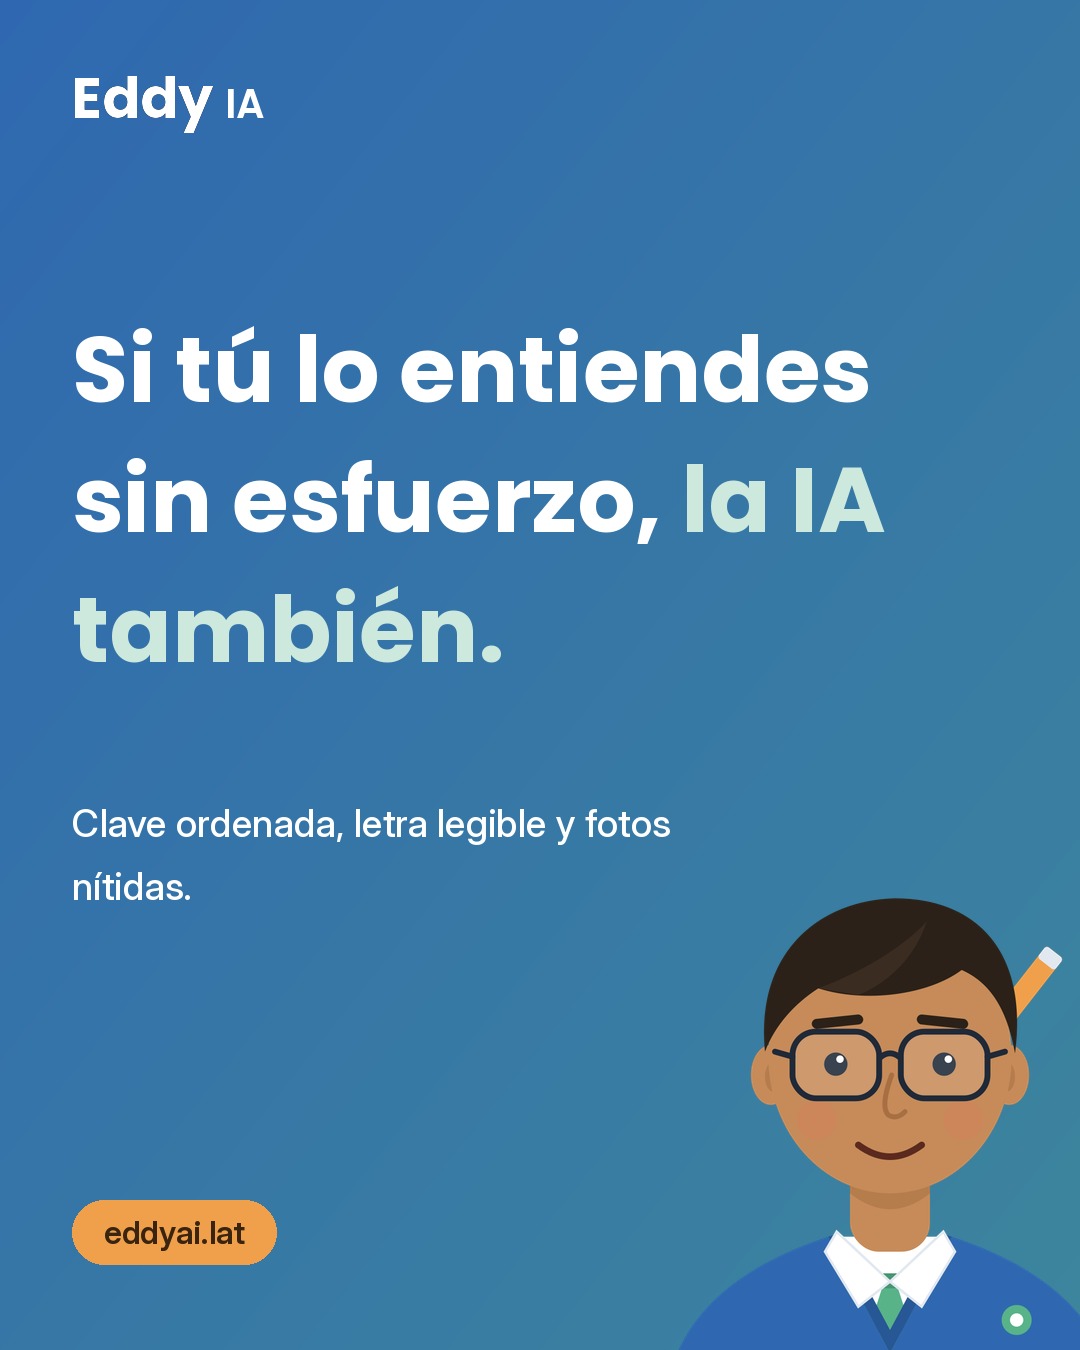 Eddy IA
Si tú lo entiendes
sin esfuerzo, la IA
también.
Clave ordenada, letra legible y fotos
nítidas.
eddyai.lat